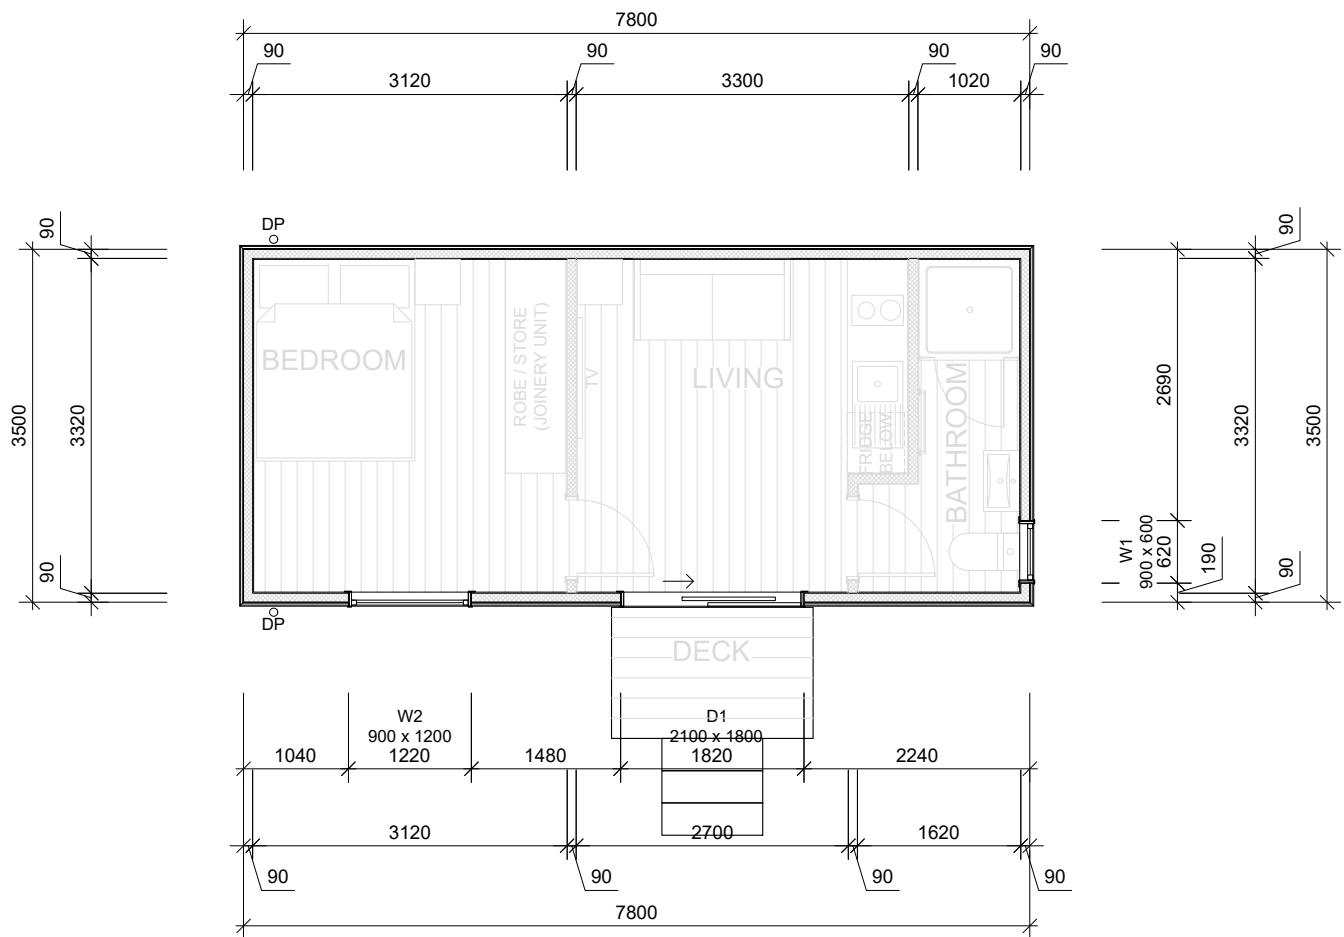 7800
90
90
90
90
3120
3300
1020
DP
90
90
3500
3320
90
BEDROOM
ROBE / STORE
(JOINERY UNIT)
TV
LIVING
FRIDGE
BELOW
BATHROOM
2690
3320
3500
W1
900 x 600
620
190
90
DP
DECK
W2
900 x 1200
D1
2100 x 1800
1040
1220
1480
1820
2240
3120
2700
1620
90
90
90
90
7800